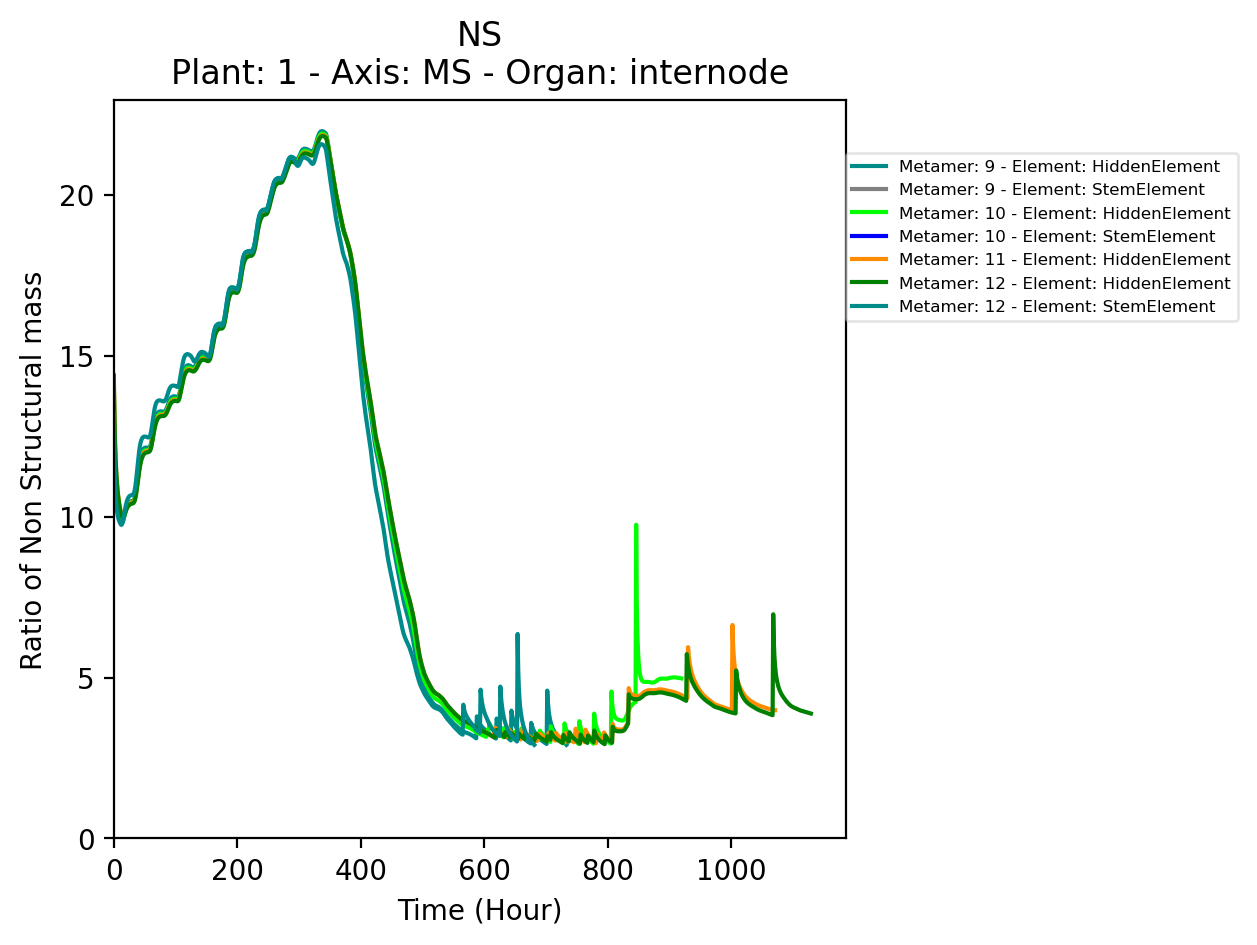 NS
Plant: 1 - Axis: MS - Organ: internode
Ratio of Non Structural mass
20
15
10
5
0
0 200 400 600 800 1000
Time (Hour)
Metamer: 9 - Element: HiddenElement
Metamer: 9 - Element: StemElement
Metamer: 10 - Element: HiddenElement
Metamer: 10 - Element: StemElement
Metamer: 11 - Element: HiddenElement
Metamer: 12 - Element: HiddenElement
Metamer: 12 - Element: StemElement